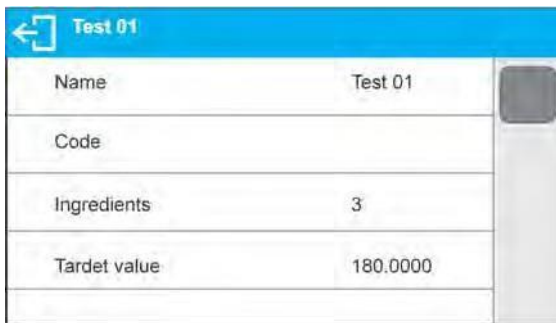 Test 01
Name Test 01
Code
Ingredients 3
Tardet value 180.0000